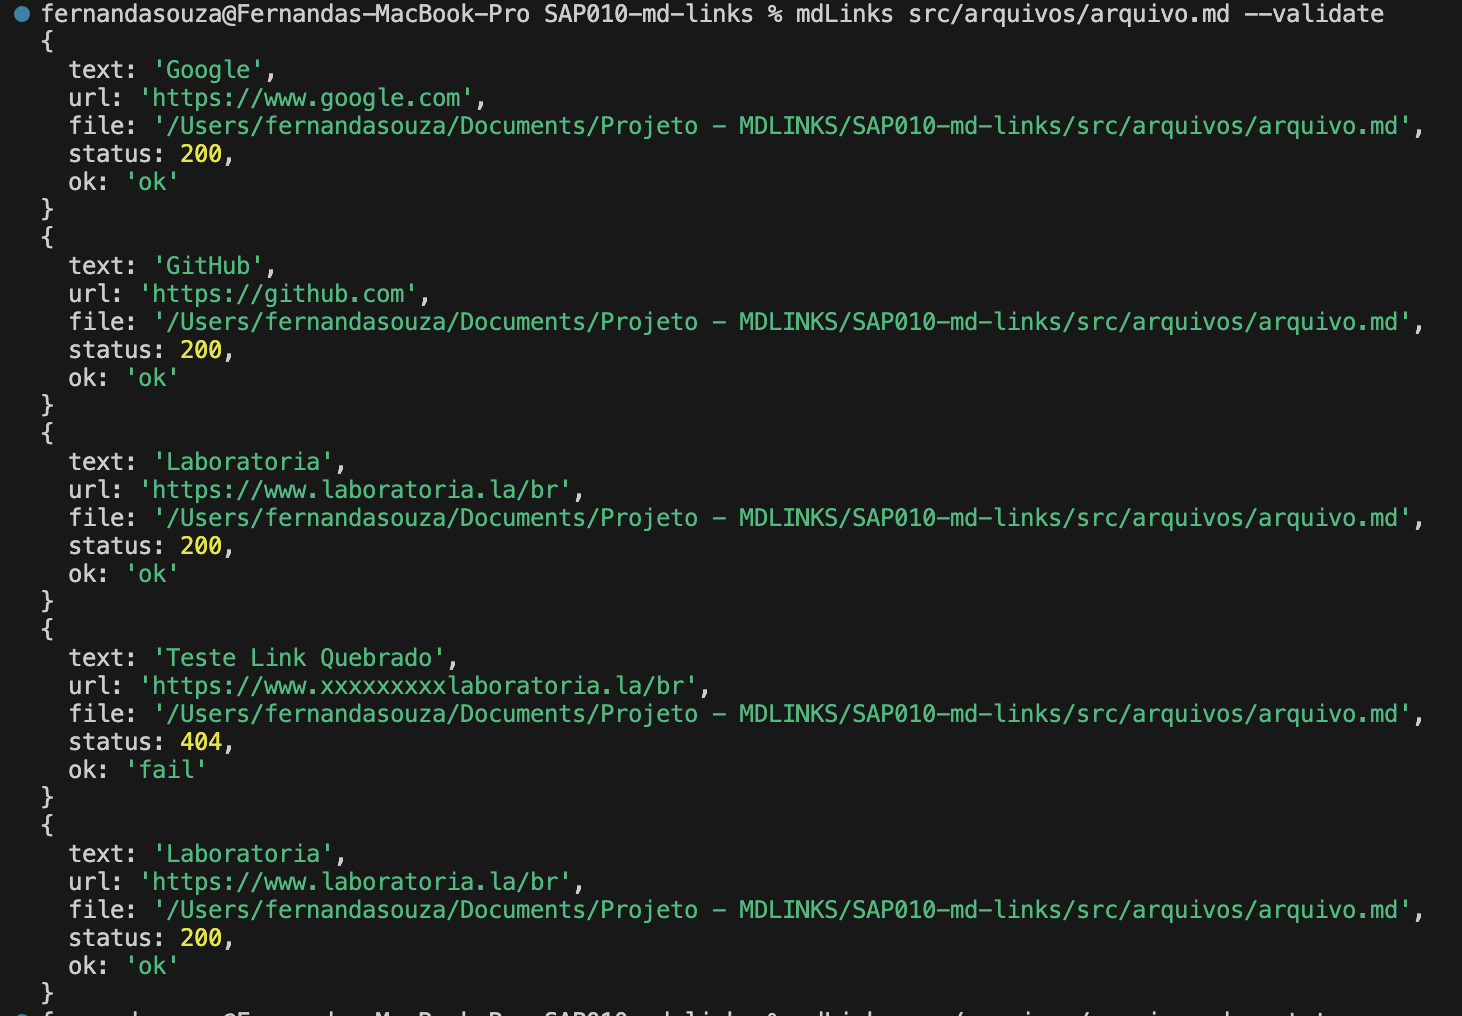 fernandasouza@Fernandas-MacBook-Pro SAP010-md-links % mdLinks src/arquivos/arquivo.md --validate
{
  text: 'Google',
  url: 'https://www.google.com',
  file: '/Users/fernandasouza/Documents/Projeto - MDLINKS/SAP010-md-links/src/arquivos/arquivo.md',
  status: 200,
  ok: 'ok'
}
{
  text: 'GitHub',
  url: 'https://github.com',
  file: '/Users/fernandasouza/Documents/Projeto - MDLINKS/SAP010-md-links/src/arquivos/arquivo.md',
  status: 200,
  ok: 'ok'
}
{
  text: 'Laboratoria',
  url: 'https://www.laboratoria.la/br',
  file: '/Users/fernandasouza/Documents/Projeto - MDLINKS/SAP010-md-links/src/arquivos/arquivo.md',
  status: 200,
  ok: 'ok'
}
{
  text: 'Teste Link Quebrado',
  url: 'https://www.xxxxxxxxxlaboratoria.la/br',
  file: '/Users/fernandasouza/Documents/Projeto - MDLINKS/SAP010-md-links/src/arquivos/arquivo.md',
  status: 404,
  ok: 'fail'
}
{
  text: 'Laboratoria',
  url: 'https://www.laboratoria.la/br',
  file: '/Users/fernandasouza/Documents/Projeto - MDLINKS/SAP010-md-links/src/arquivos/arquivo.md',
  status: 200,
  ok: 'ok'
}